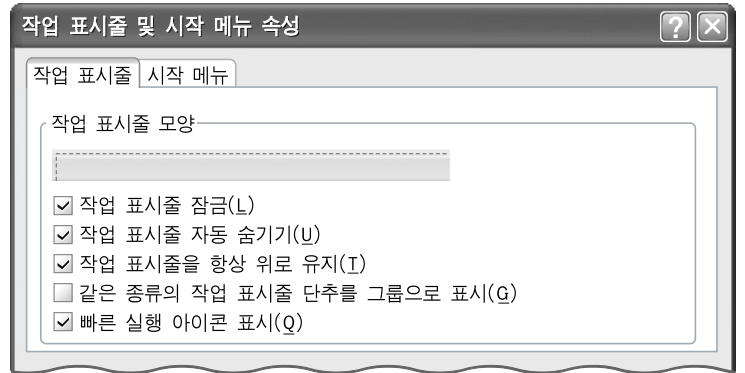 작업 표시줄 및 시작 메뉴 속성
작업 표시줄 시작 메뉴
작업 표시줄 모양
작업 표시줄 잠금(L)
작업 표시줄 자동 숨기기(U)
작업 표시줄을 항상 위로 유지(T)
같은 종류의 작업 표시줄 단추를 그룹으로 표시(G)
빠른 실행 아이콘 표시(Q)